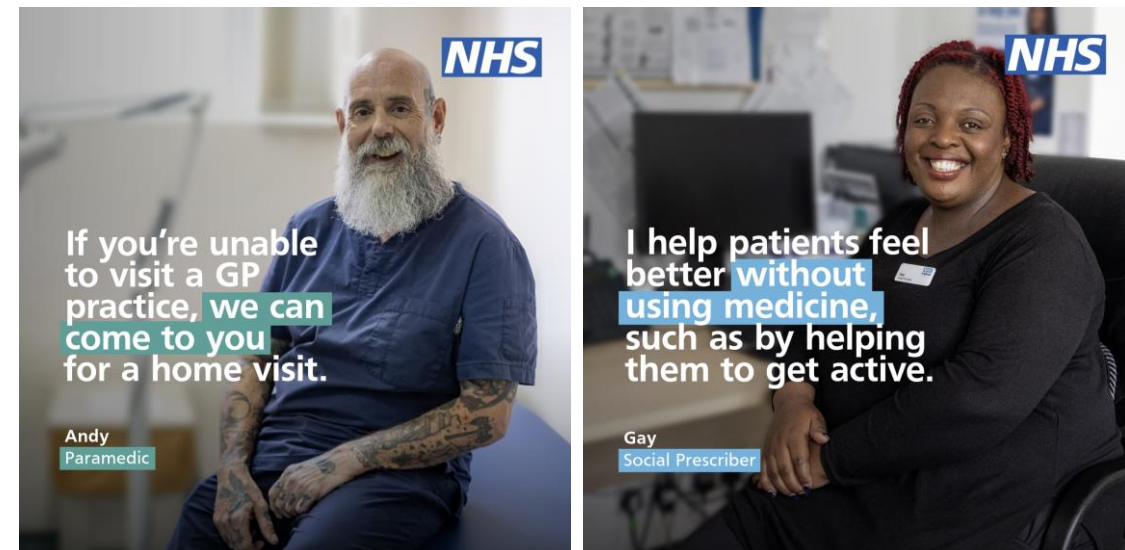 NHS
If you're unable
to visit a GP
practice, we can
come to you
for a home visit.
Andy
Paramedic
NHS
I help patients feel
better without
using medicine,
such as by helping
them to get active.
Gay
Social Prescriber